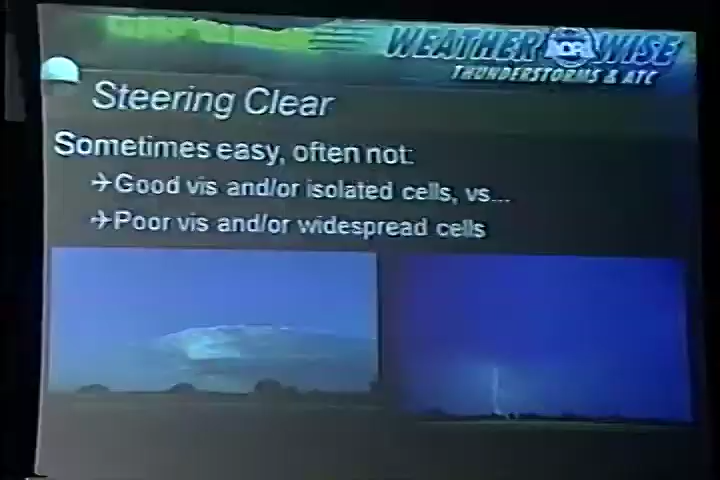 WEATHER WISE
THUNDERSTORMS & ATC
Steering Clear
Sometimes easy, often not:
Good vis and/or isolated cells, vs...
Poor vis and/or widespread cells